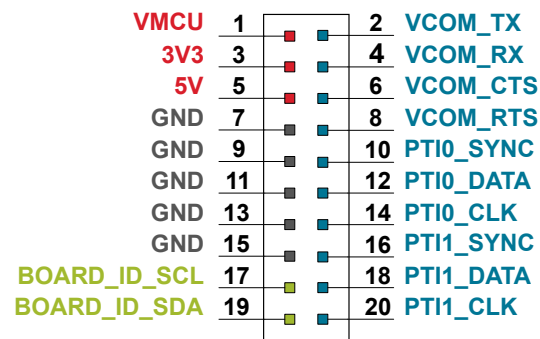 VMCU 1 2 VCOM_TX
3V3 3 4 VCOM_RX
5V 5 6 VCOM_CTS
GND 7 8 VCOM_RTS
GND 9 10 PTI0_SYNC
GND 11 12 PTI0_DATA
GND 13 14 PTI0_CLK
GND 15 16 PTI1_SYNC
BOARD_ID_SCL 17 18 PTI1_DATA
BOARD_ID_SDA 19 20 PTI1_CLK